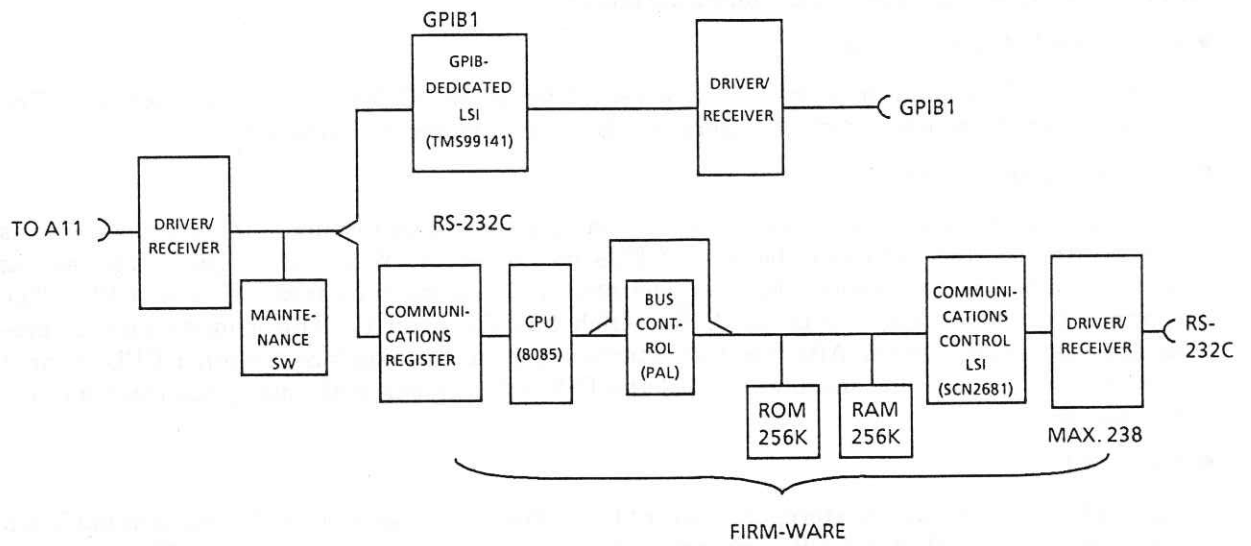 GPIB1
GPIB-
DEDICATED
LSI
(TMS99141)
DRIVER/
RECEIVER
GPIB1
TO A11
DRIVER/
RECEIVER
MAINTE-
NANCE
SW
RS-232C
COMMUNI-
CATIONS
REGISTER
CPU
(8085)
BUS
CONT-
ROL
(PAL)
ROM
256K
RAM
256K
COMMUNI-
CATIONS
CONTROL
LSI
(SCN2681)
DRIVER/
RECEIVER
RS-
232C
MAX. 238
FIRM-WARE